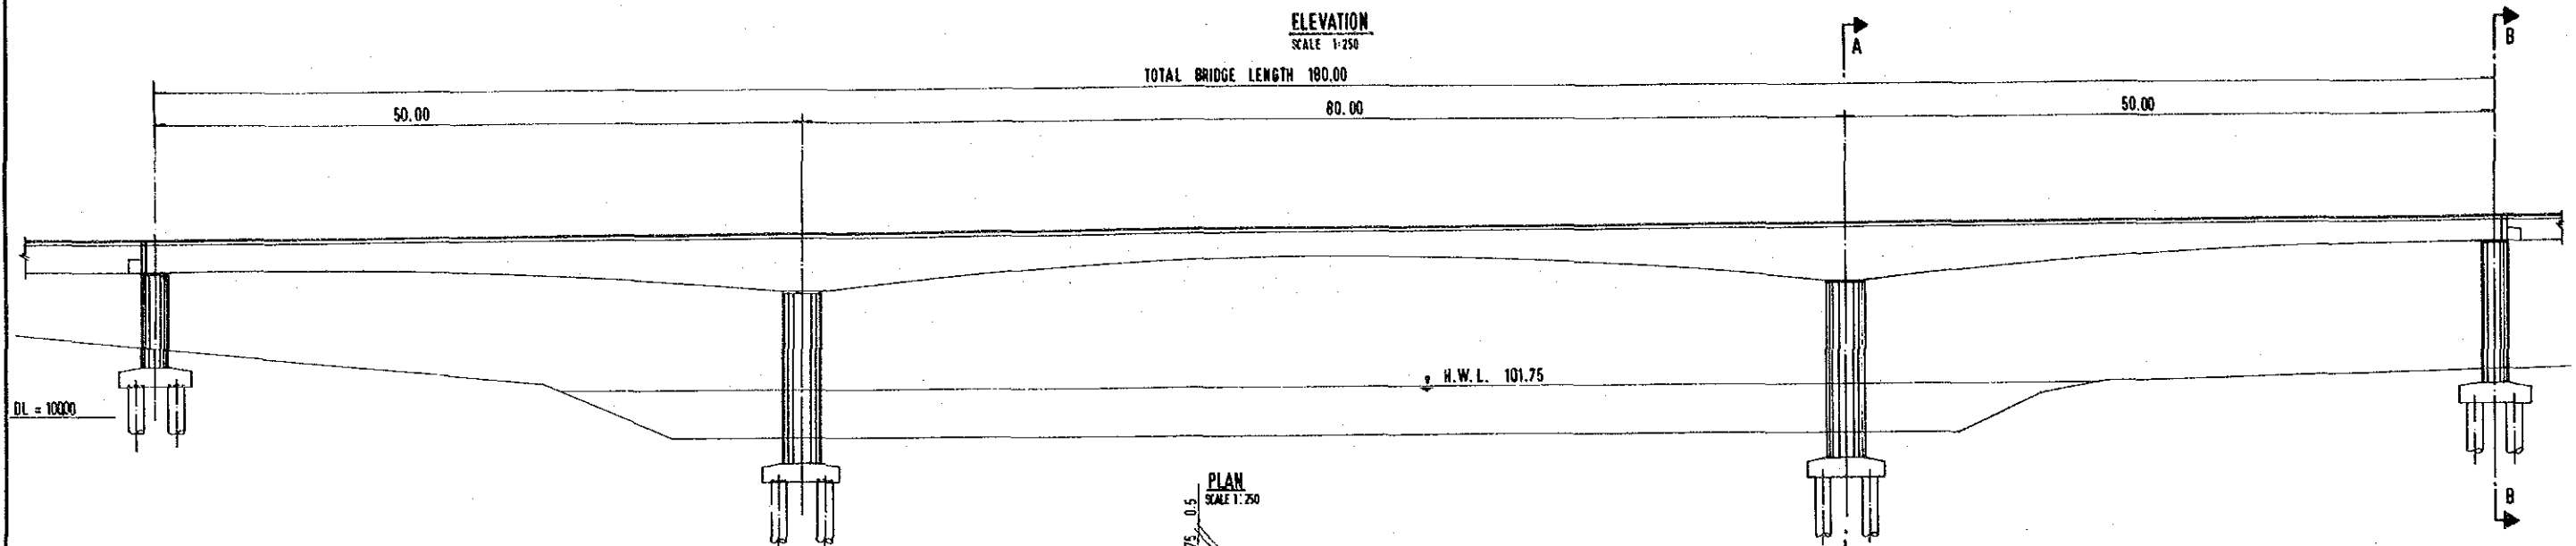 ELEVATION
SCALE 1:250
A
B
TOTAL BRIDGE LENGTH 180.00
50.00
80.00
50.00
H.W.L. 101.75
DL = 100.00
PLAN
SCALE 1:250
0.5
75
B